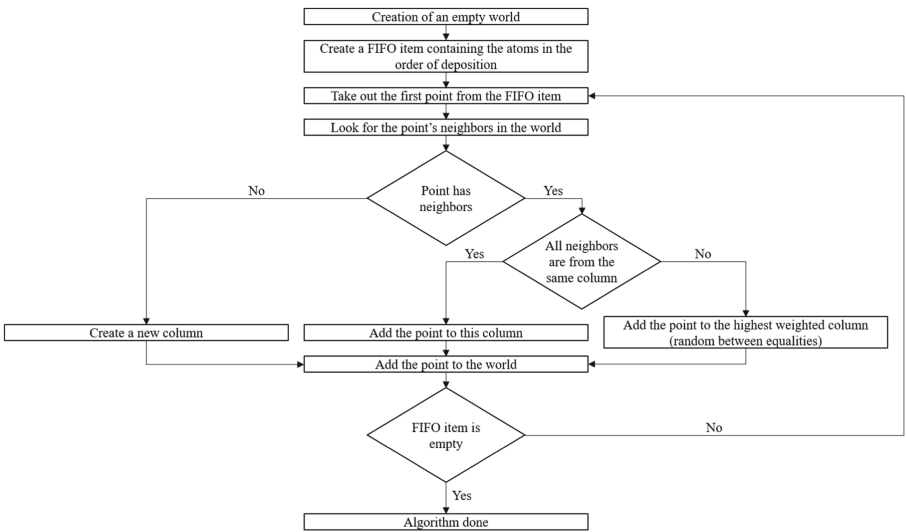 Creation of an empty world
Create a FIFO item containing the atoms in the
order of deposition
Take out the first point from the FIFO item
Look for the point's neighbors in the world
Point has
neighbors
No
Yes
All neighbors
are from the
same column
Yes
No
Create a new column
Add the point to this column
Add the point to the highest weighted column
(random between equalities)
Add the point to the world
FIFO item is
empty
No
Yes
Algorithm done